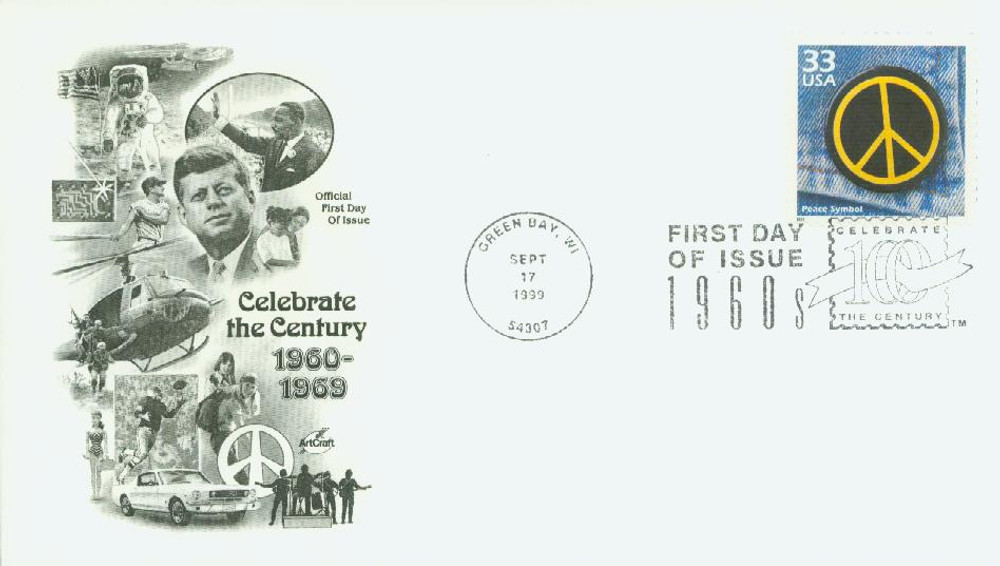 Official
First Day
Of Issue
Celebrate
the Century
1960-
1969
ArtCraft
GREEN BAY, WI
SEPT
17
1999
54307
FIRST DAY
OF ISSUE
1960s
33
USA
Peace Symbol
CELEBRATE
100
THE CENTURY
TM